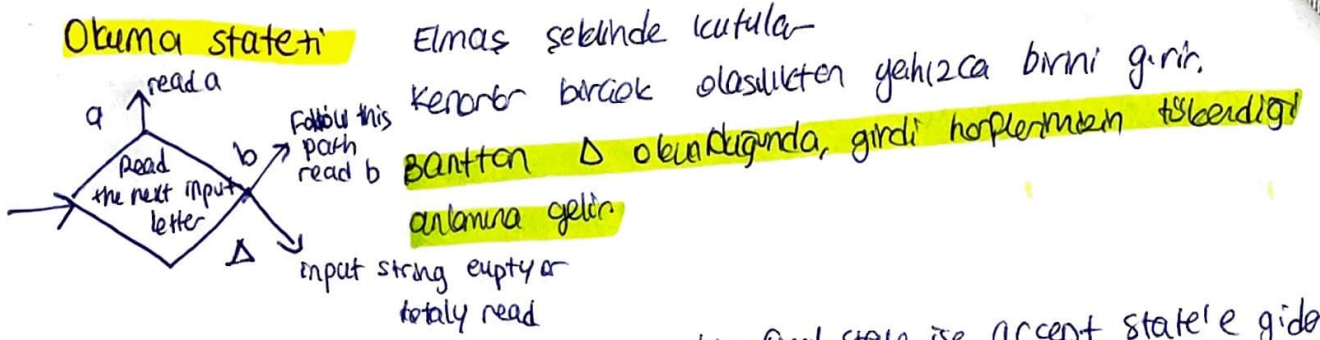 Okuma stateti
Elmas şeklinde kutular
Kenarlar birçok olasılıktan yalnızca birini girir.
Banttan Δ okunduğunda, girdi harflerimizin tükendiği
anlamına gelir
read a
a
Follow this
path
read b
b
Read
the next input
letter
Δ
input string empty or
totaly read
final state ise accept state'e gide